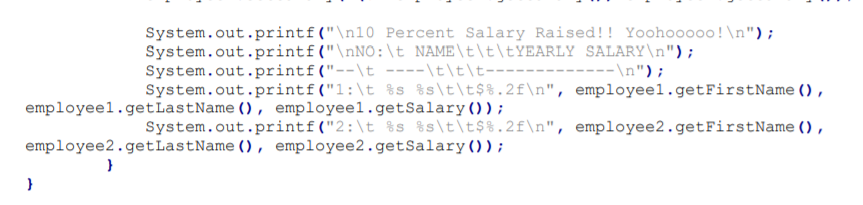 System.out.printf("\n10 Percent Salary Raised!! Yoohooooo!\n");
System.out.printf("\nNO:\t NAME\t\t\tYEARLY SALARY\n");
System.out.printf("--\t ----\t\t\t-------------\n");
System.out.printf("1:\t %s %s\t\t$%.2f\n", employee1.getFirstName(),
employee1.getLastName(), employee1.getSalary());
System.out.printf("2:\t %s %s\t\t$%.2f\n", employee2.getFirstName(),
employee2.getLastName(), employee2.getSalary());
}
}